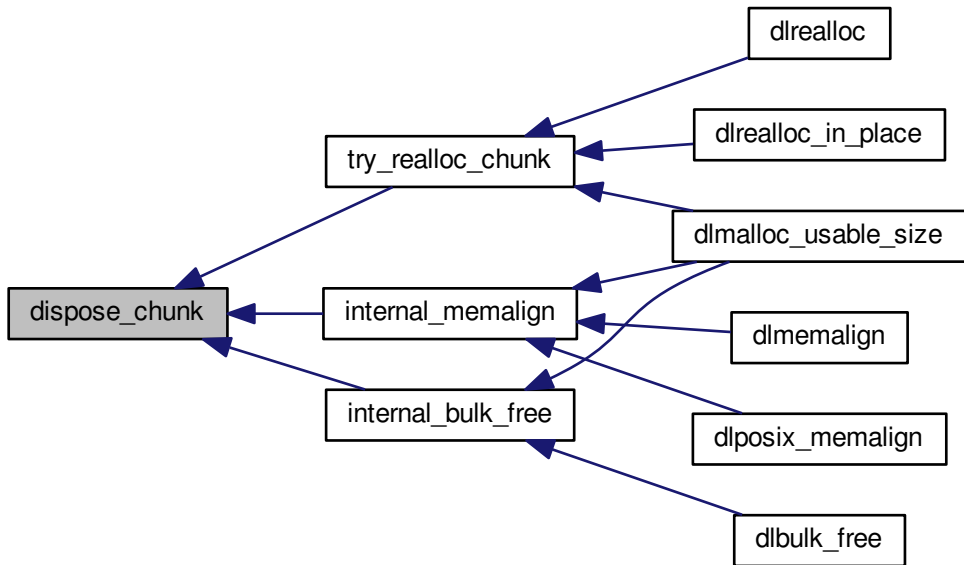 dlrealloc
dlrealloc_in_place
try_realloc_chunk
dlmalloc_usable_size
dispose_chunk
internal_memalign
dlmemalign
internal_bulk_free
dlposix_memalign
dlbulk_free